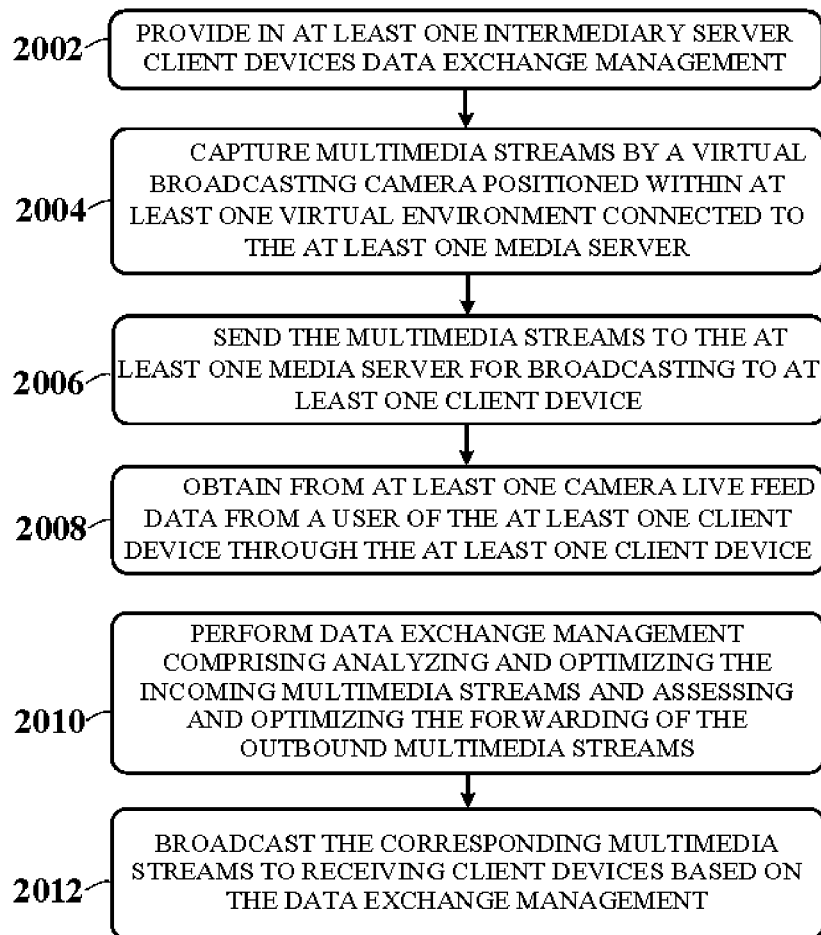 2002
PROVIDE IN AT LEAST ONE INTERMEDIARY SERVER
CLIENT DEVICES DATA EXCHANGE MANAGEMENT
2004
CAPTURE MULTIMEDIA STREAMS BY A VIRTUAL
BROADCASTING CAMERA POSITIONED WITHIN AT
LEAST ONE VIRTUAL ENVIRONMENT CONNECTED TO
THE AT LEAST ONE MEDIA SERVER
2006
SEND THE MULTIMEDIA STREAMS TO THE AT
LEAST ONE MEDIA SERVER FOR BROADCASTING TO AT
LEAST ONE CLIENT DEVICE
2008
OBTAIN FROM AT LEAST ONE CAMERA LIVE FEED
DATA FROM A USER OF THE AT LEAST ONE CLIENT
DEVICE THROUGH THE AT LEAST ONE CLIENT DEVICE
2010
PERFORM DATA EXCHANGE MANAGEMENT
COMPRISING ANALYZING AND OPTIMIZING THE
INCOMING MULTIMEDIA STREAMS AND ASSESSING
AND OPTIMIZING THE FORWARDING OF THE
OUTBOUND MULTIMEDIA STREAMS
2012
BROADCAST THE CORRESPONDING MULTIMEDIA
STREAMS TO RECEIVING CLIENT DEVICES BASED ON
THE DATA EXCHANGE MANAGEMENT